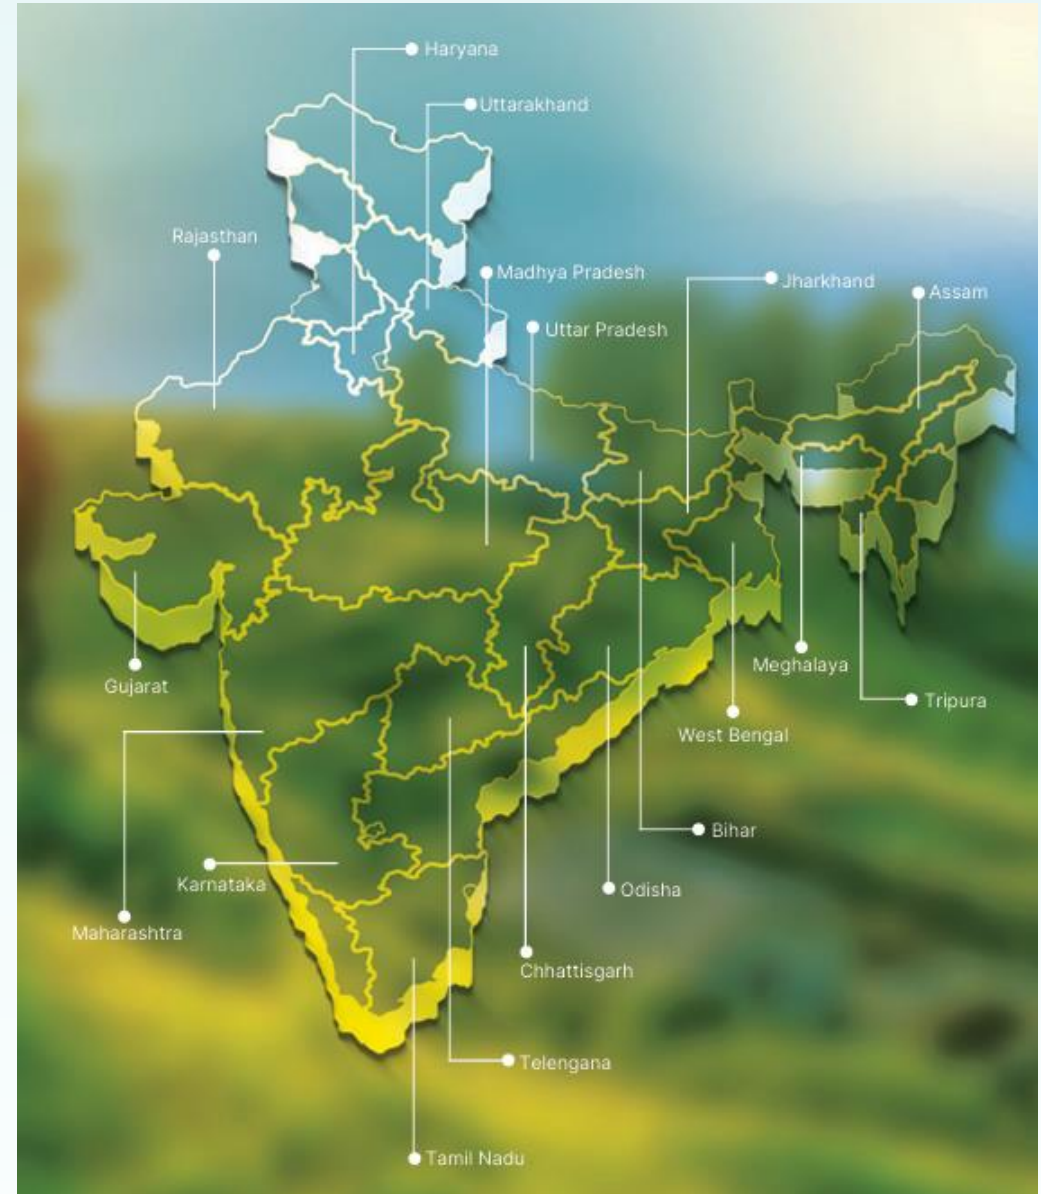 Haryana
Uttarakhand
Rajasthan
Madhya Pradesh
Jharkhand
Assam
Uttar Pradesh
Meghalaya
Gujarat
Tripura
West Bengal
Bihar
Karnataka
Odisha
Maharashtra
Chhattisgarh
Telengana
Tamil Nadu